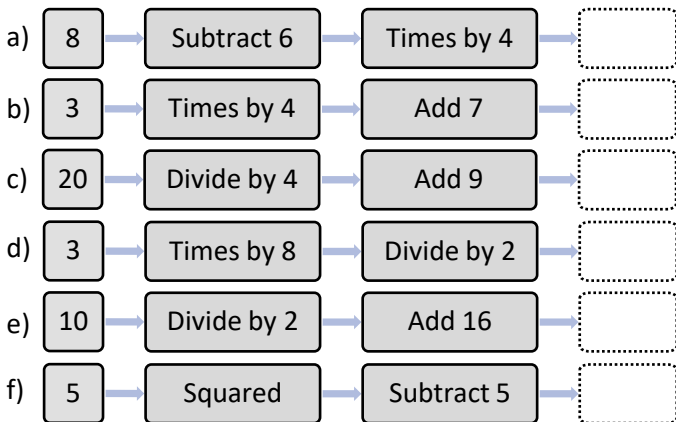 a) 8 Subtract 6 Times by 4
b) 3 Times by 4 Add 7
c) 20 Divide by 4 Add 9
d) 3 Times by 8 Divide by 2
e) 10 Divide by 2 Add 16
f) 5 Squared Subtract 5